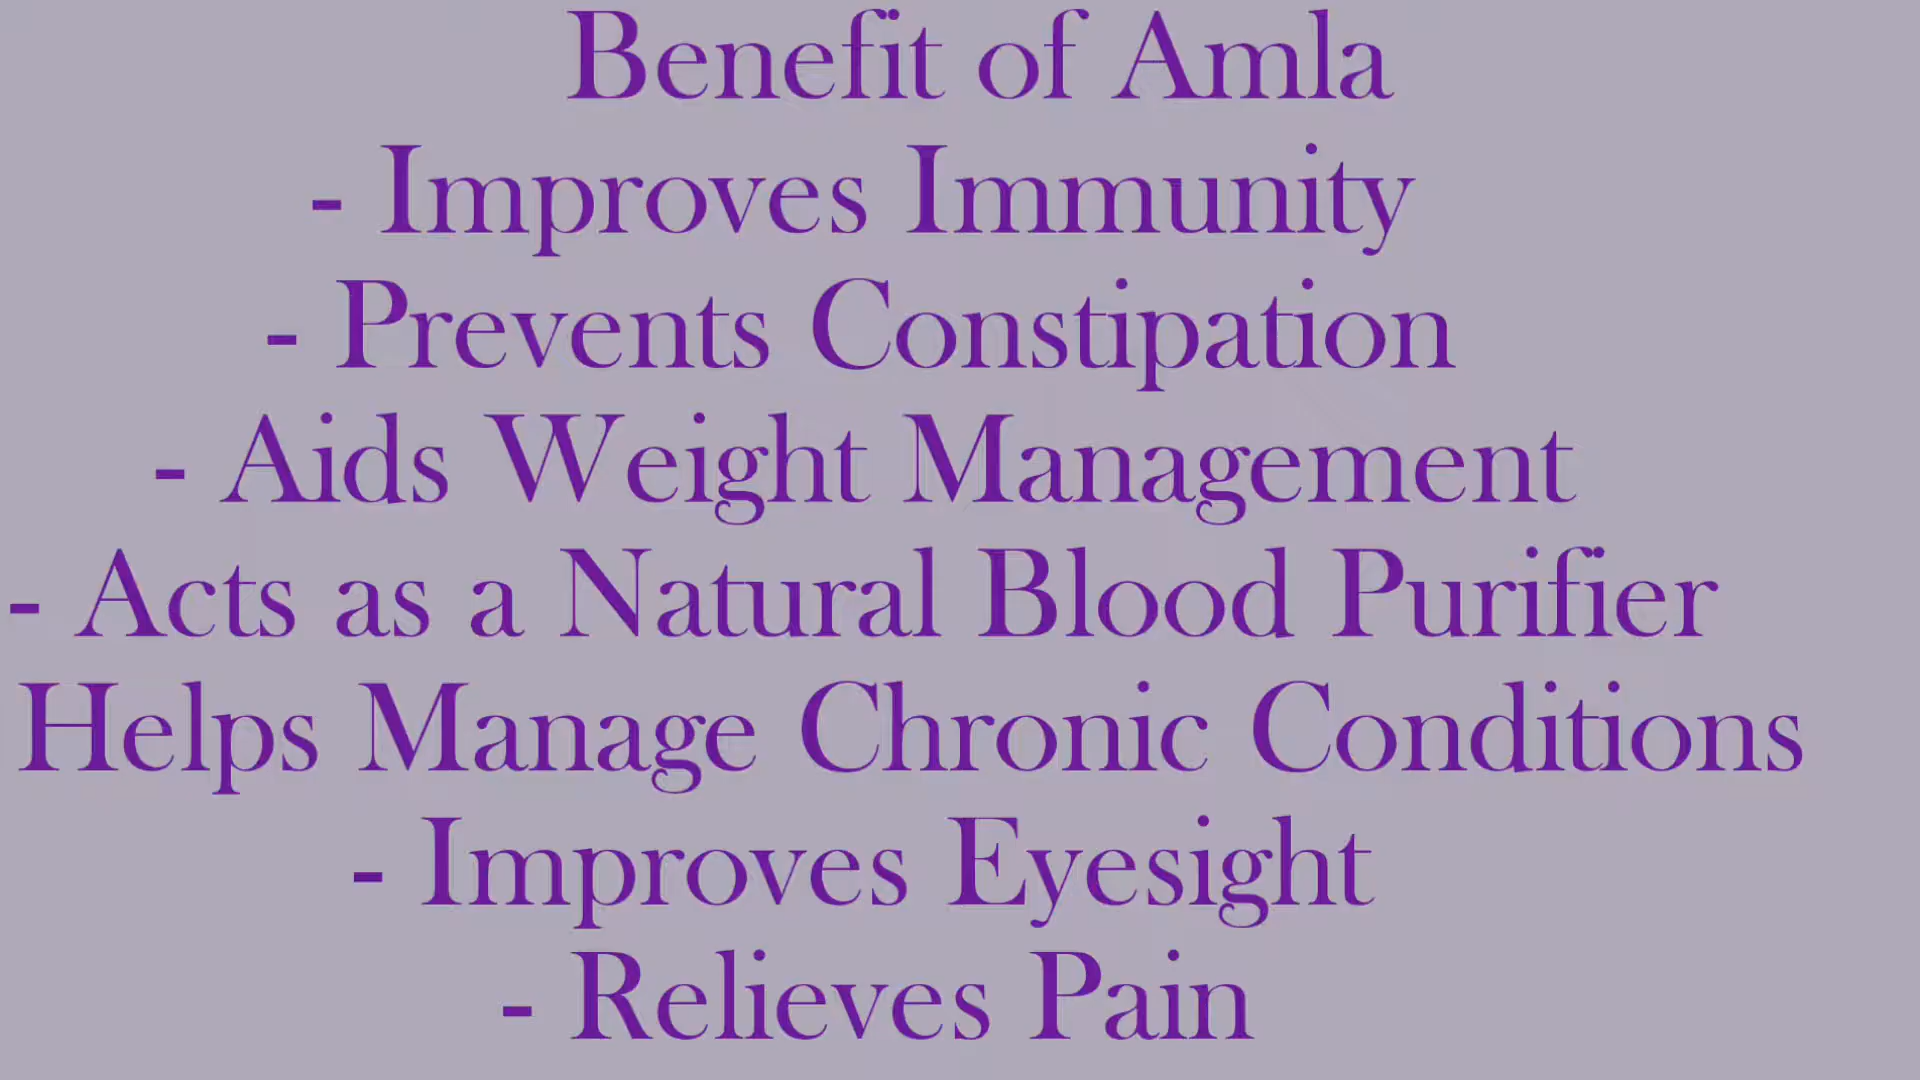 Benefit of Amla
- Improves Immunity
- Prevents Constipation
- Aids Weight Management
- Acts as a Natural Blood Purifier
Helps Manage Chronic Conditions
- Improves Eyesight
- Relieves Pain